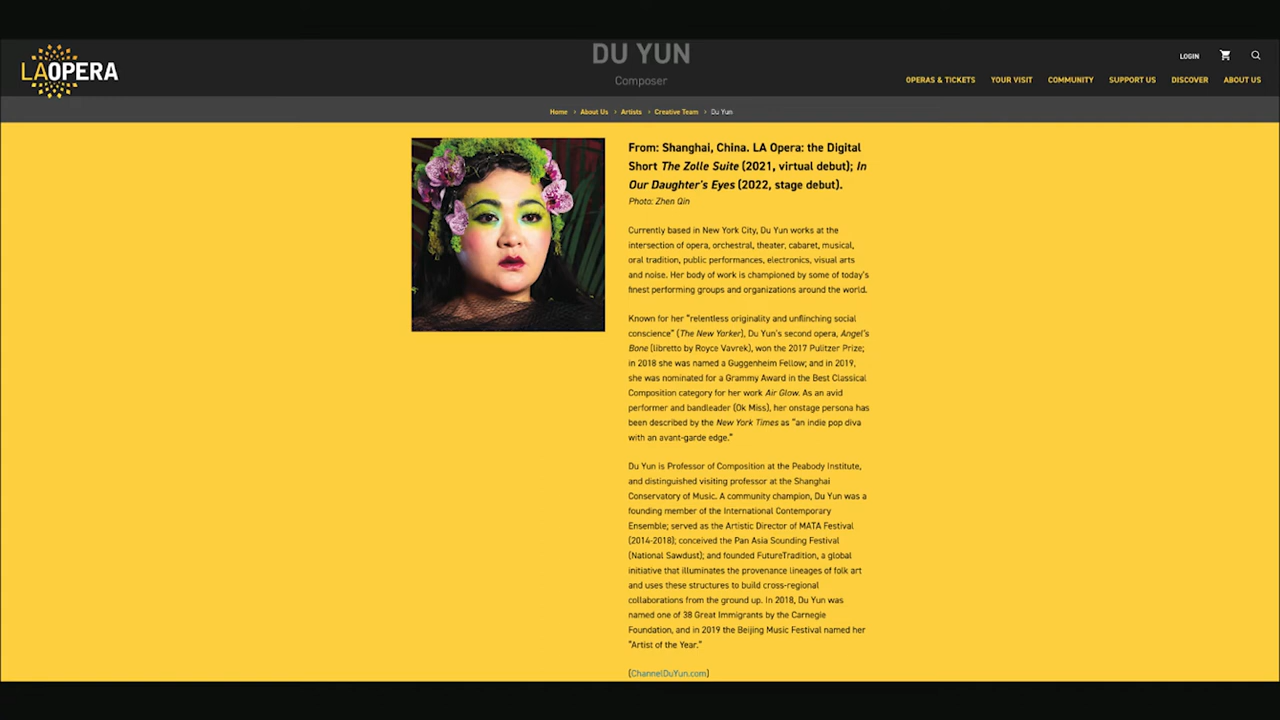 DU YUN
Composer
LAOPERA
LOGIN
OPERAS & TICKETS YOUR VISIT COMMUNITY SUPPORT US DISCOVER ABOUT US
Home › About Us › Artists › Creative Team › Du Yun
From: Shanghai, China. LA Opera: the Digital
Short The Zolle Suite (2021, virtual debut); In
Our Daughter's Eyes (2022, stage debut).
Photo: Zhen Qin
Currently based in New York City, Du Yun works at the
intersection of opera, orchestral, theater, cabaret, musical,
oral tradition, public performances, electronics, visual arts
and noise. Her body of work is championed by some of today's
finest performing groups and organizations around the world.
Known for her "relentless originality and unflinching social
conscience" (The New Yorker), Du Yun's second opera, Angel's
Bone (libretto by Royce Vavrek), won the 2017 Pulitzer Prize;
in 2018 she was named a Guggenheim Fellow; and in 2019,
she was nominated for a Grammy Award in the Best Classical
Composition category for her work Air Glow. As an avid
performer and bandleader (Ok Miss), her onstage persona has
been described by the New York Times as "an indie pop diva
with an avant-garde edge."
Du Yun is Professor of Composition at the Peabody Institute,
and distinguished visiting professor at the Shanghai
Conservatory of Music. A community champion, Du Yun was a
founding member of the International Contemporary
Ensemble; served as the Artistic Director of MATA Festival
(2014-2018); conceived the Pan Asia Sounding Festival
(National Sawdust); and founded FutureTradition, a global
initiative that illuminates the provenance lineages of folk art
and uses these structures to build cross-regional
collaborations from the ground up. In 2018, Du Yun was
named one of 38 Great Immigrants by the Carnegie
Foundation, and in 2019 the Beijing Music Festival named her
"Artist of the Year."
(ChannelDuYun.com)